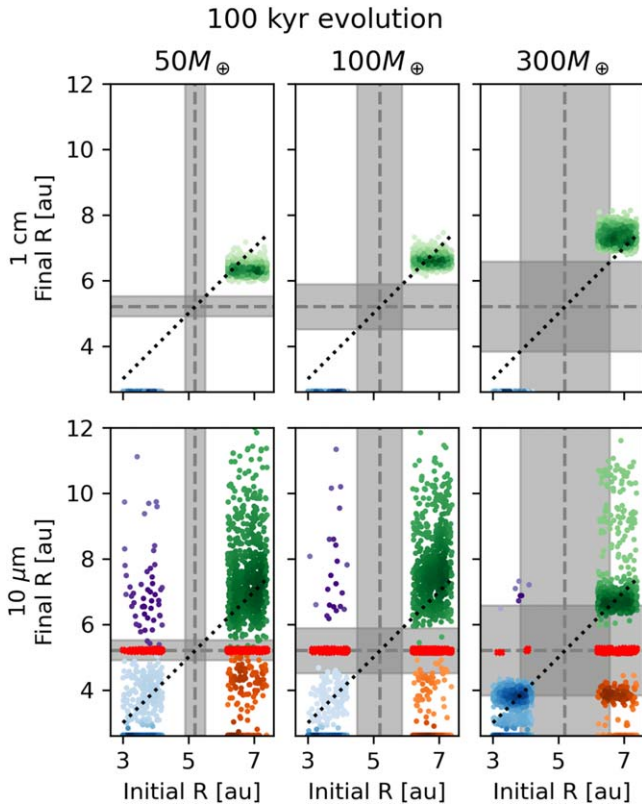 100 kyr evolution
50M⊕ 100M⊕ 300M⊕
12
10
8
6
4
1 cm
Final R [au]
12
10
8
6
4
10 μm
Final R [au]
3 5 7 3 5 7 3 5 7
Initial R [au] Initial R [au] Initial R [au]